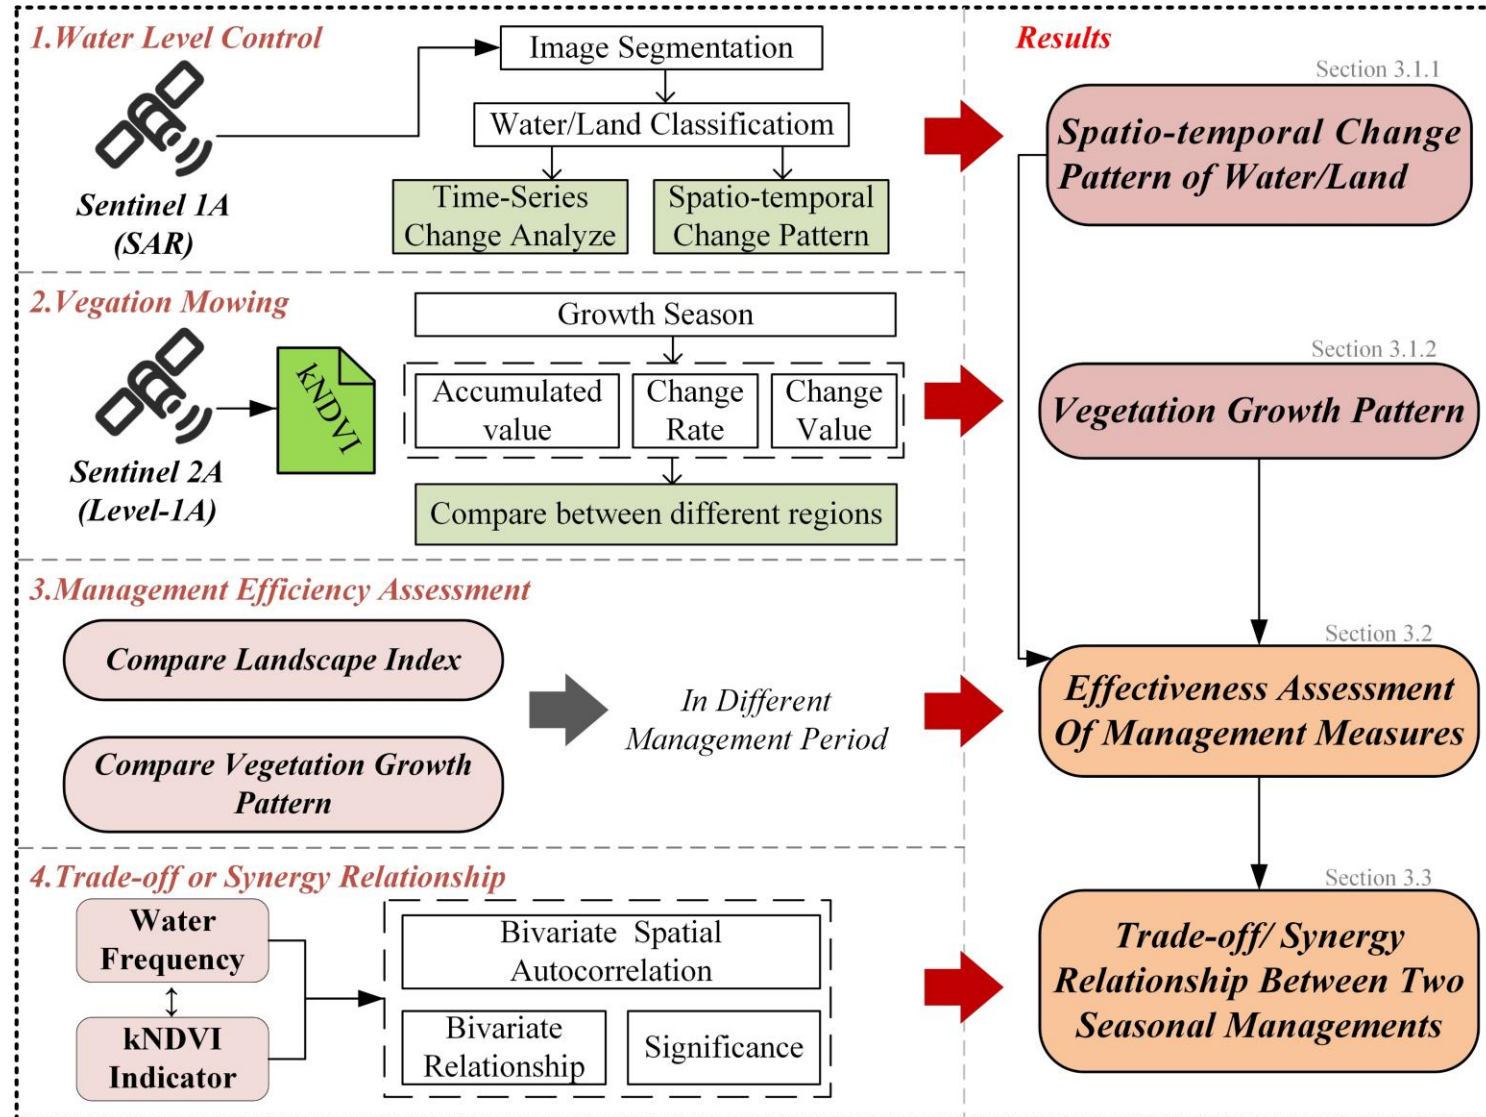 1.Water Level Control
Image Segmentation
Water/Land Classificatiom
Sentinel 1A
(SAR)
Time-Series
Change Analyze
Spatio-temporal
Change Pattern
Results
Section 3.1.1
Spatio-temporal Change
Pattern of Water/Land
2.Vegation Mowing
Growth Season
kNDVI
Accumulated
value
Change
Rate
Change
Value
Sentinel 2A
(Level-1A)
Compare between different regions
Section 3.1.2
Vegetation Growth Pattern
3.Management Efficiency Assessment
Compare Landscape Index
Compare Vegetation Growth
Pattern
In Different
Management Period
Section 3.2
Effectiveness Assessment
Of Management Measures
4.Trade-off or Synergy Relationship
Water
Frequency
kNDVI
Indicator
Bivariate Spatial
Autocorrelation
Bivariate
Relationship
Significance
Section 3.3
Trade-off/ Synergy
Relationship Between Two
Seasonal Managements